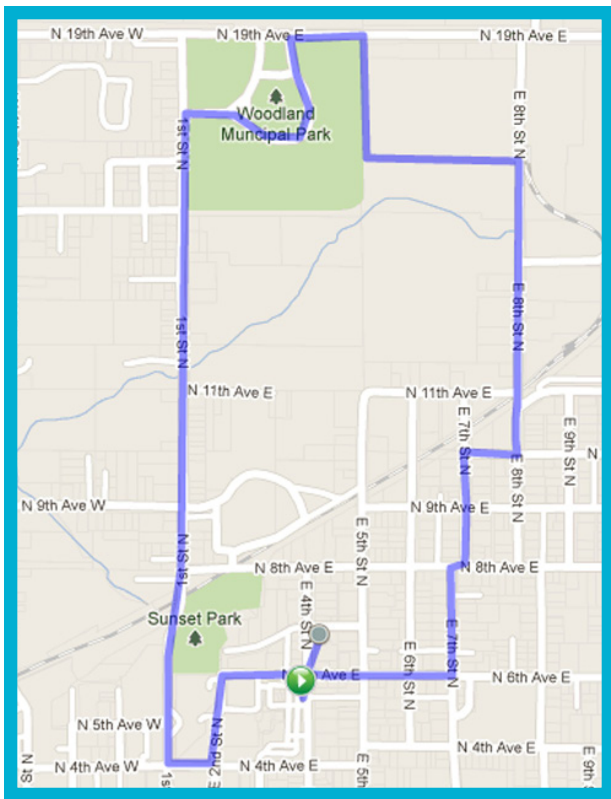 N 19th Ave W
N 19th Ave E
N 19th Ave E
E 8th St N
Woodland
Muncipal Park
1st St N
1st St N
E 8th St N
N 11th Ave E
N 11th Ave E
E 7th St N
E 9th St N
E 8th St N
N
N 9th Ave W
N 9th Ave E
E 5th St N
1st St N
N 8th Ave E
N 8th Ave E
Sunset Park
E 4th St N
E 7th St N
E 6th St N
Ave E
N 6th Ave E
N 5th Ave W
E 2nd St N
N 4th Ave W
N 4th Ave E
N 4th Ave E
E 5th
E 9th